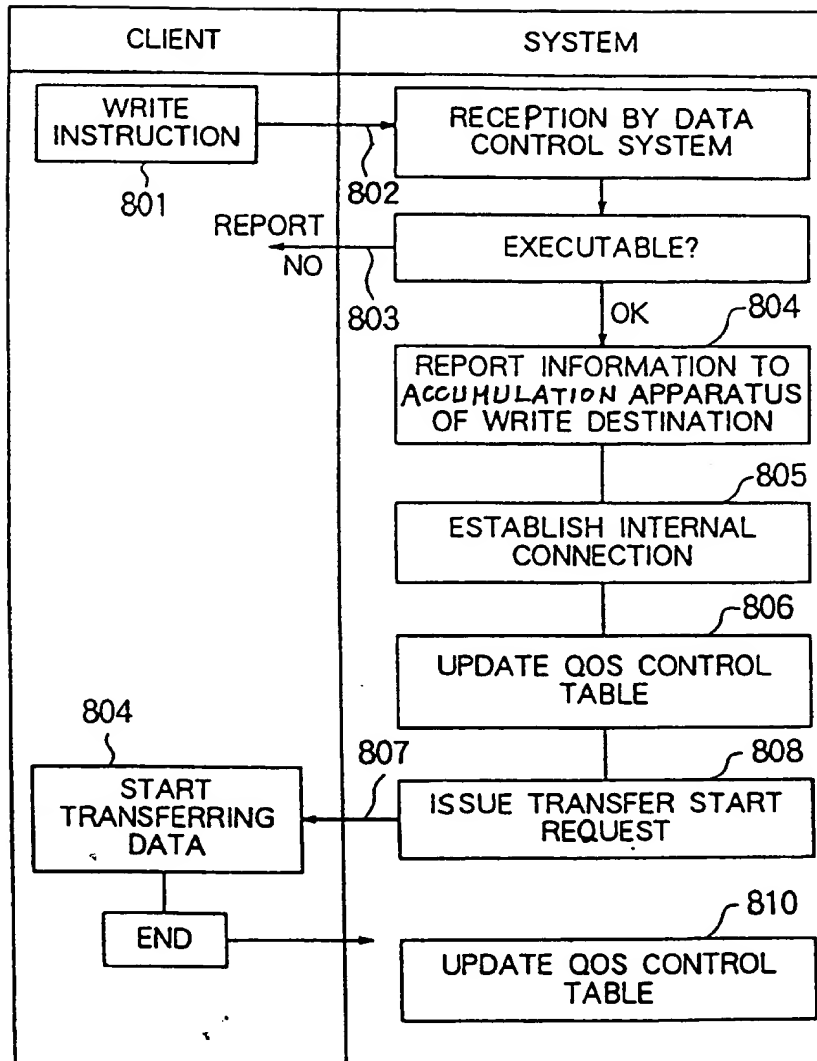 CLIENT
SYSTEM
WRITE
INSTRUCTION
801
802
RECEPTION BY DATA
CONTROL SYSTEM
REPORT
NO
803
EXECUTABLE?
OK
804
REPORT INFORMATION TO
ACCUMULATION APPARATUS
OF WRITE DESTINATION
805
ESTABLISH INTERNAL
CONNECTION
806
UPDATE QOS CONTROL
TABLE
804
START
TRANSFERRING
DATA
807
808
ISSUE TRANSFER START
REQUEST
END
810
UPDATE QOS CONTROL
TABLE